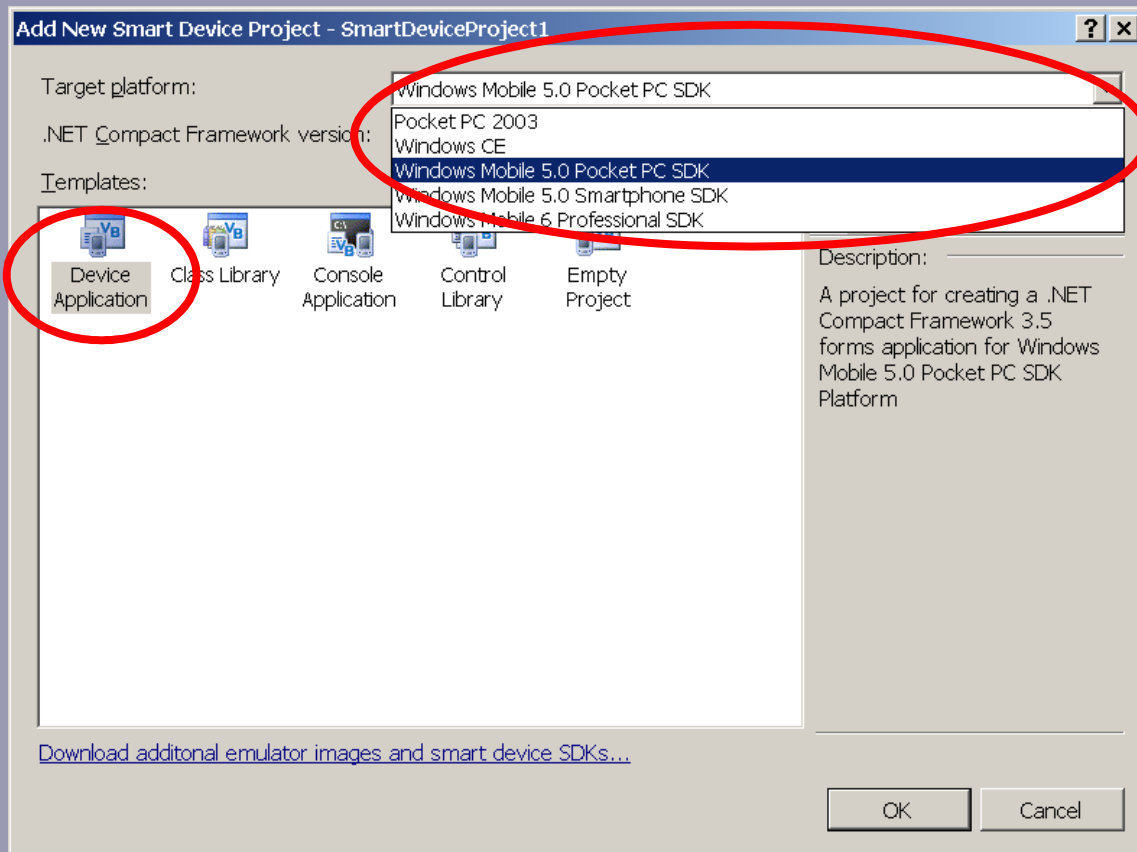 Add New Smart Device Project - SmartDeviceProject1
Target platform:
Windows Mobile 5.0 Pocket PC SDK
.NET Compact Framework version:
Pocket PC 2003
Windows CE
Windows Mobile 5.0 Pocket PC SDK
Windows Mobile 5.0 Smartphone SDK
Windows Mobile 6 Professional SDK
Templates:
Device
Application
Class Library
Console
Application
Control
Library
Empty
Project
Description:
A project for creating a .NET
Compact Framework 3.5
forms application for Windows
Mobile 5.0 Pocket PC SDK
Platform
Download additonal emulator images and smart device SDKs...
OK
Cancel